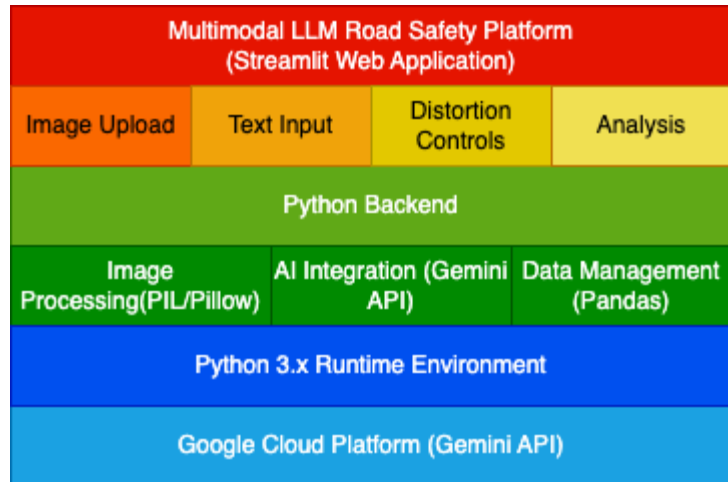 Multimodal LLM Road Safety Platform
(Streamlit Web Application)
Image Upload
Text Input
Distortion
Controls
Analysis
Python Backend
Image
Processing(PIL/Pillow)
AI Integration (Gemini
API)
Data Management
(Pandas)
Python 3.x Runtime Environment
Google Cloud Platform (Gemini API)